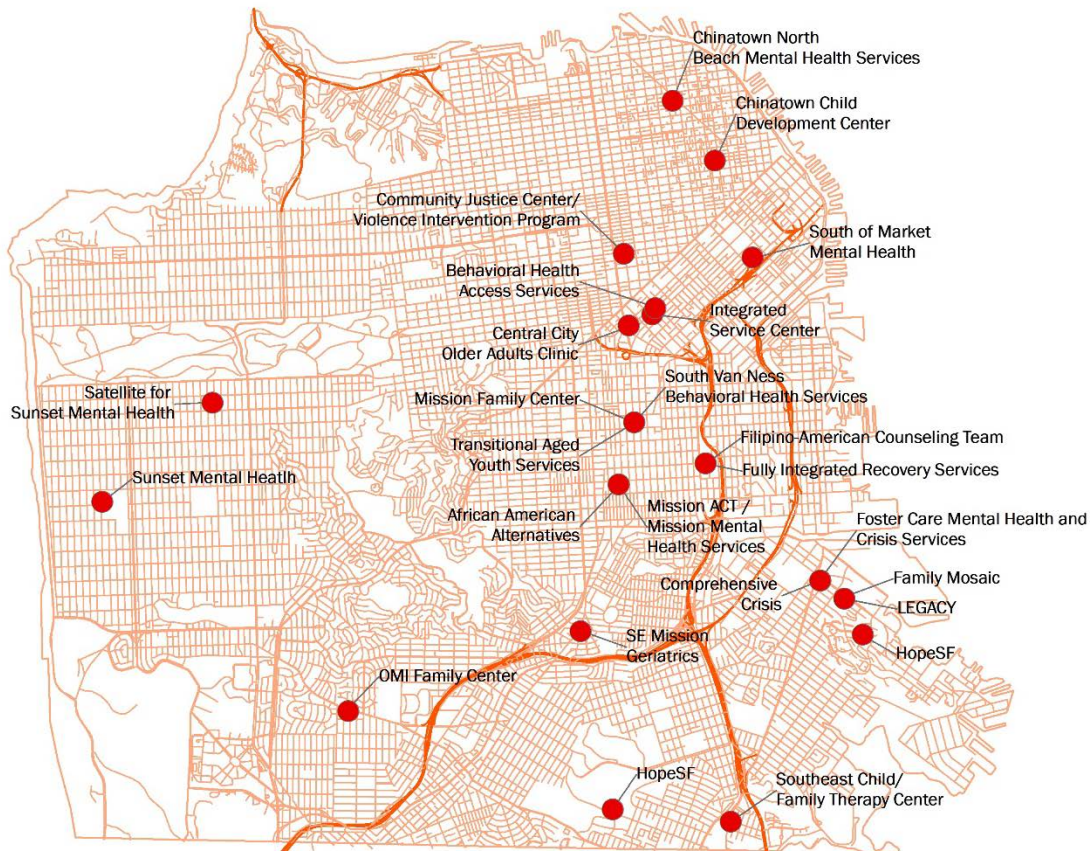 Chinatown North
Beach Mental Health Services
Chinatown Child
Development Center
Community Justice Center/
Violence Intervention Program
South of Market
Mental Health
Behavioral Health
Access Services
Integrated
Service Center
Central City
Older Adults Clinic
South Van Ness
Behavioral Health Services
Satellite for
Sunset Mental Health
Mission Family Center
Transitional Aged
Youth Services
Filipino-American Counseling Team
Fully Integrated Recovery Services
Sunset Mental Heatlh
African American
Alternatives
Mission ACT /
Mission Mental
Health Services
Foster Care Mental Health and
Crisis Services
Comprehensive
Crisis
Family Mosaic
LEGACY
HopeSF
SE Mission
Geriatrics
OMI Family Center
HopeSF
Southeast Child/
Family Therapy Center